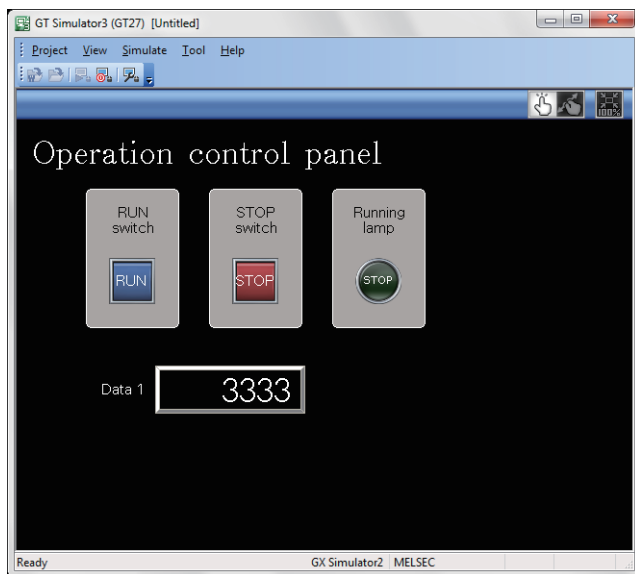 GT Simulator3 (GT27) [Untitled]
Project View Simulate Tool Help
100%
Operation control panel
RUN
switch
RUN
STOP
switch
STOP
Running
lamp
STOP
Data 1 3333
Ready GX Simulator2 MELSEC